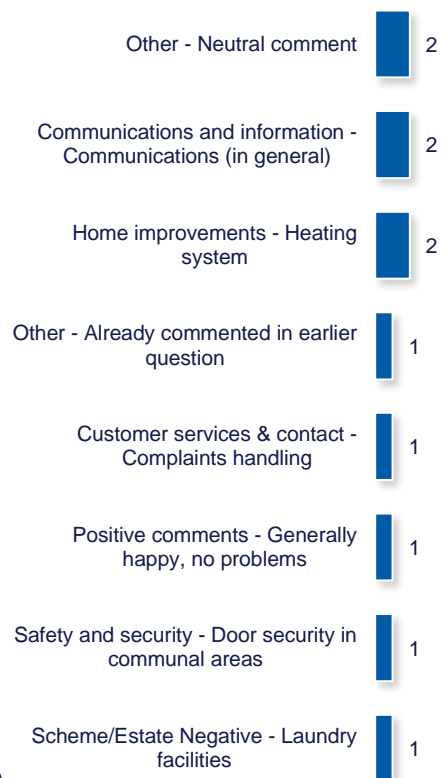 Other - Neutral comment
2
Communications and information -
Communications (in general)
2
Home improvements - Heating
system
2
Other - Already commented in earlier
question
1
Customer services & contact -
Complaints handling
1
Positive comments - Generally
happy, no problems
1
Safety and security - Door security in
communal areas
1
Scheme/Estate Negative - Laundry
facilities
1